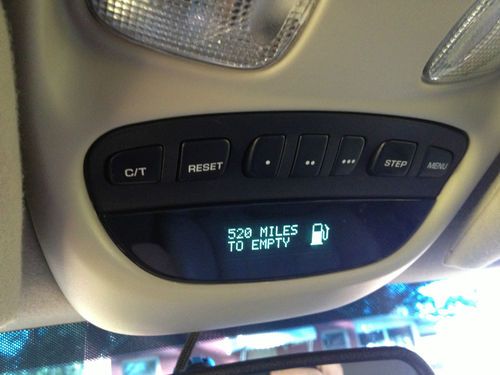 C/T RESET • •• ••• STEP MENU
520 MILES
TO EMPTY